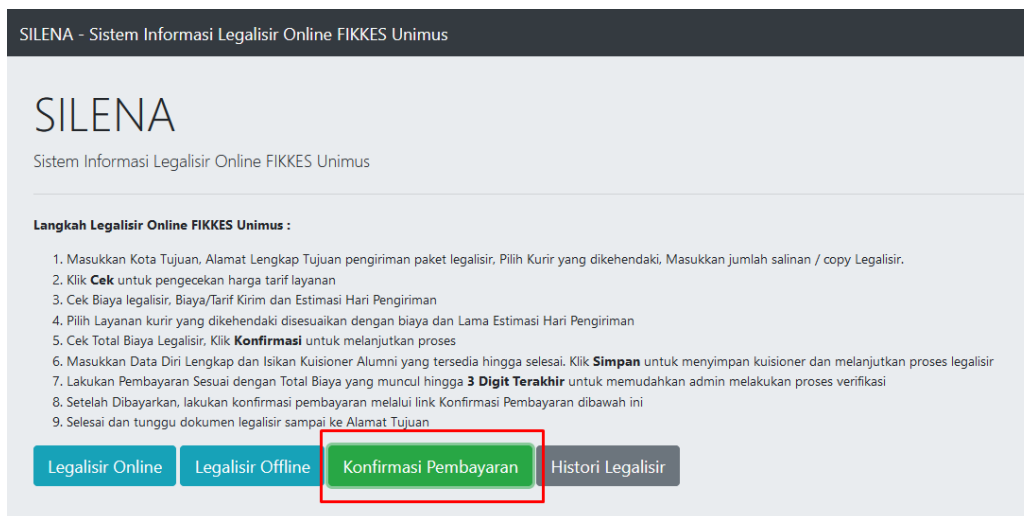 SILENA - Sistem Informasi Legalisir Online FIKKES Unimus
SILENA
Sistem Informasi Legalisir Online FIKKES Unimus
Langkah Legalisir Online FIKKES Unimus :
1. Masukkan Kota Tujuan, Alamat Lengkap Tujuan pengiriman paket legalisir, Pilih Kurir yang dikehendaki, Masukkan jumlah salinan / copy Legalisir.
2. Klik Cek untuk pengecekan harga tarif layanan
3. Cek Biaya legalisir, Biaya/Tarif Kirim dan Estimasi Hari Pengiriman
4. Pilih Layanan kurir yang dikehendaki disesuaikan dengan biaya dan Lama Estimasi Hari Pengiriman
5. Cek Total Biaya Legalisir, Klik Konfirmasi untuk melanjutkan proses
6. Masukkan Data Diri Lengkap dan Isikan Kuisioner Alumni yang tersedia hingga selesai. Klik Simpan untuk menyimpan kuisioner dan melanjutkan proses legalisir
7. Lakukan Pembayaran Sesuai dengan Total Biaya yang muncul hingga 3 Digit Terakhir untuk memudahkan admin melakukan proses verifikasi
8. Setelah Dibayarkan, lakukan konfirmasi pembayaran melalui link Konfirmasi Pembayaran dibawah ini
9. Selesai dan tunggu dokumen legalisir sampai ke Alamat Tujuan
Legalisir Online Legalisir Offline Konfirmasi Pembayaran Histori Legalisir